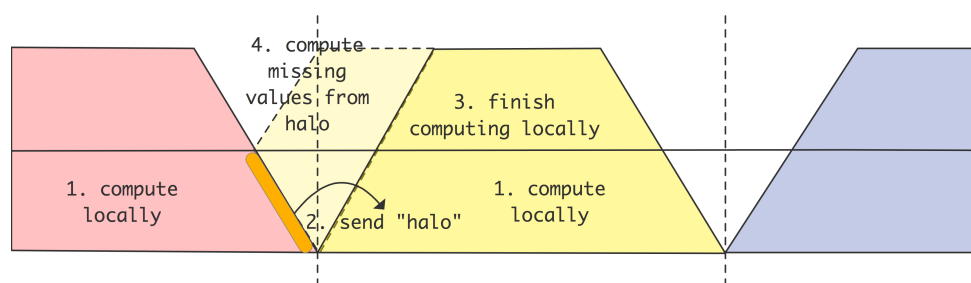 4. compute
missing
values from
halo
3. finish
computing locally
1. compute
locally
1. compute
locally
2. send "halo"